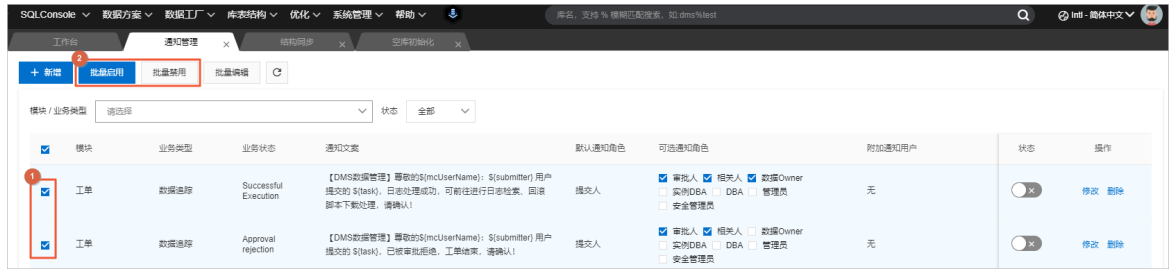 SQLConsole 数据方案 数据工厂 库表结构 优化 系统管理 帮助 库名，支持 % 模糊匹配搜索，如.dms%test Intl - 简体中文
工作台 通知管理 × 结构同步 × 空库初始化 ×
2
+ 新增 批量启用 批量禁用 批量编辑
模块 / 业务类型 请选择 状态 全部
模块 业务类型 业务状态 通知文案 默认通知角色 可选通知角色 附加通知用户 状态 操作
1
工单 数据追踪 Successful Execution 【DMS数据管理】尊敬的${mcUserName}：${submitter} 用户提交的 ${task}，日志处理成功，可前往进行日志检索、回滚脚本下载处理，请确认！ 提交人 审批人 相关人 数据Owner 实例DBA DBA 管理员 安全管理员 无 修改 删除
工单 数据追踪 Approval rejection 【DMS数据管理】尊敬的${mcUserName}：${submitter} 用户提交的 ${task}，已被审批拒绝，工单结束，请确认！ 提交人 审批人 相关人 数据Owner 实例DBA DBA 管理员 安全管理员 无 修改 删除